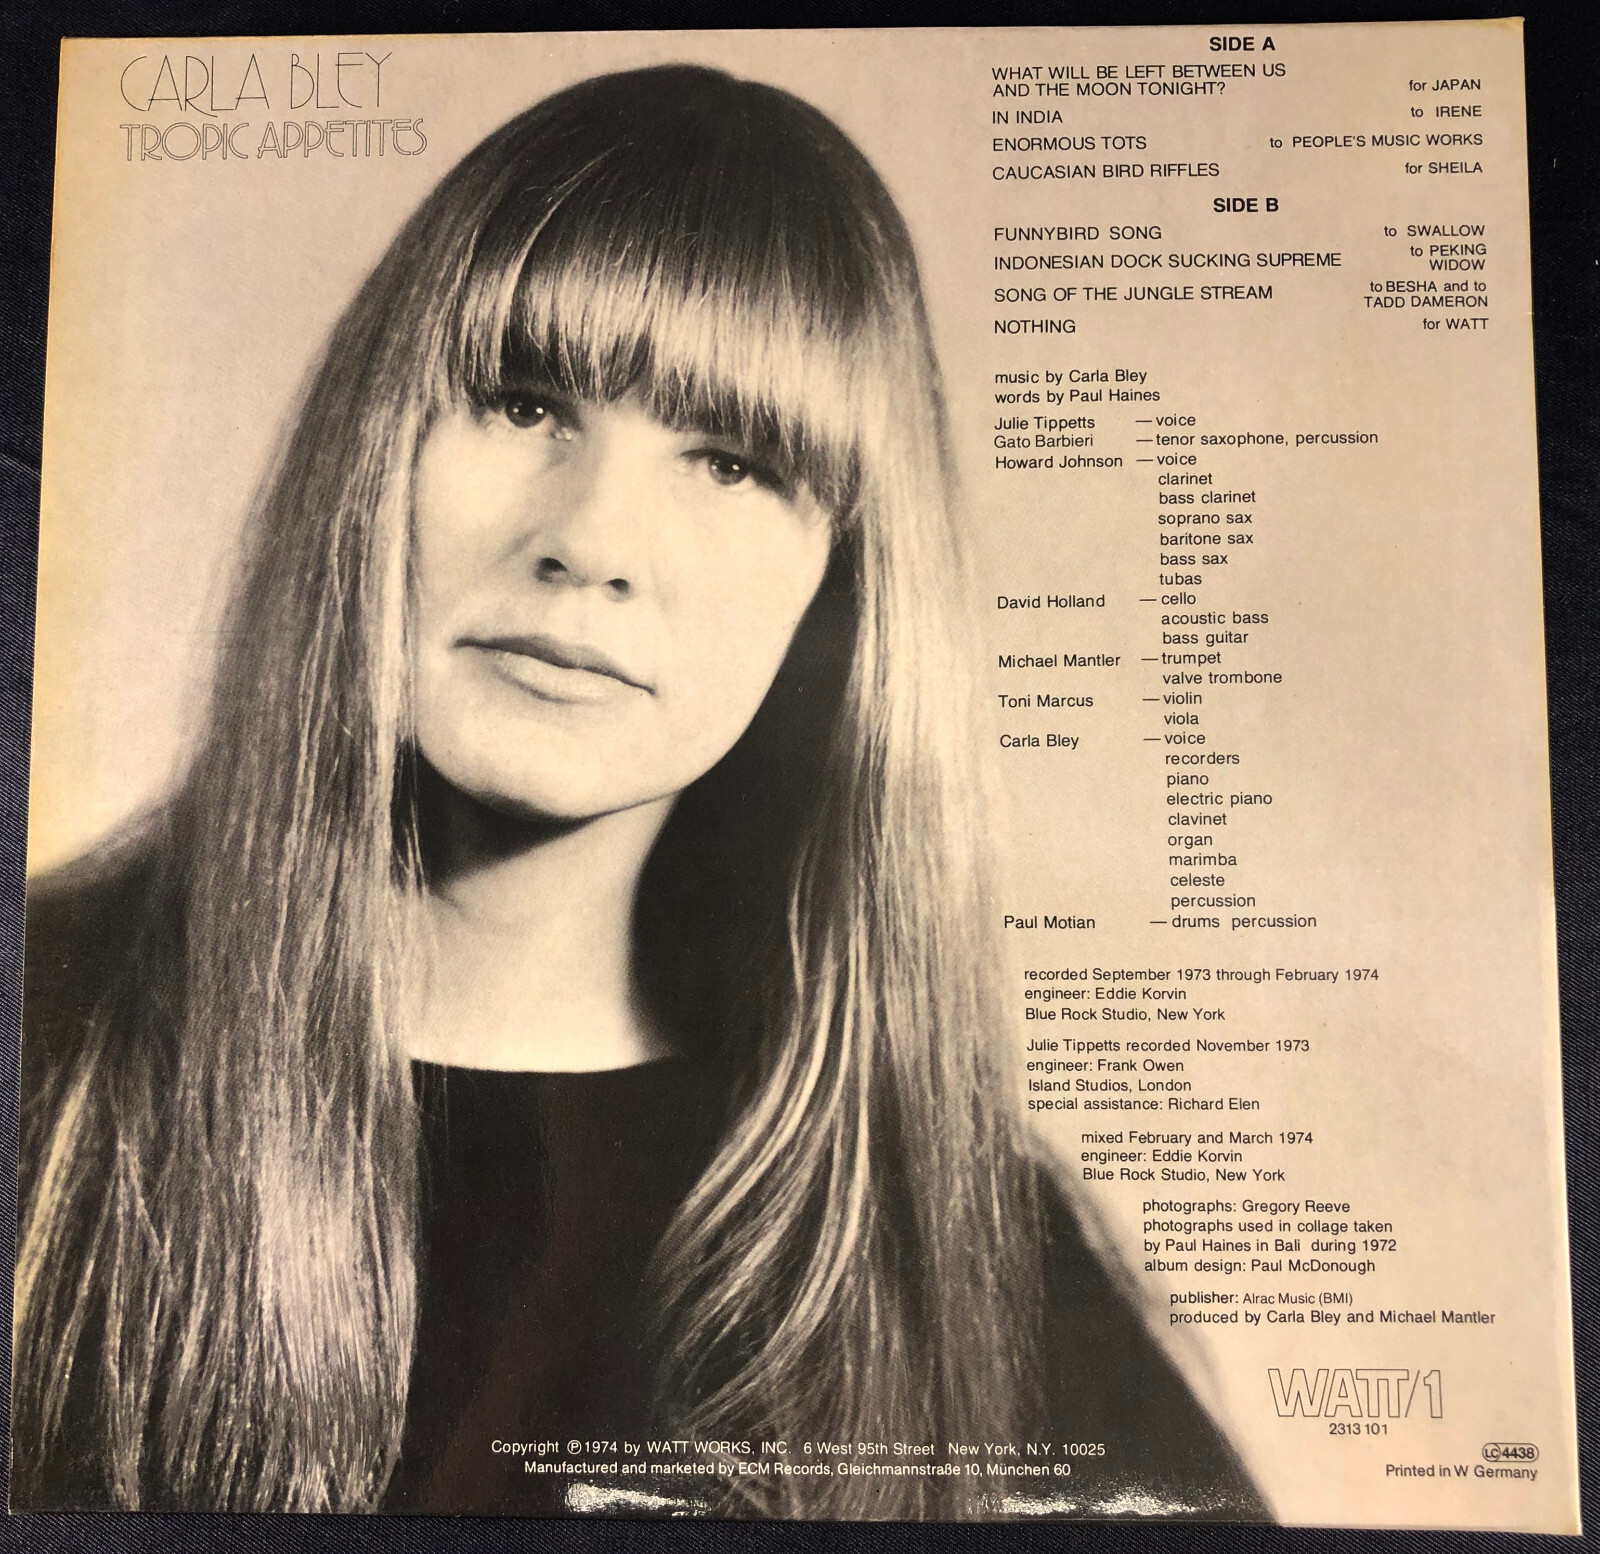 CARLA BLEY
TROPIC APPETITES
SIDE A
WHAT WILL BE LEFT BETWEEN US
AND THE MOON TONIGHT? for JAPAN
IN INDIA to IRENE
ENORMOUS TOTS to PEOPLE'S MUSIC WORKS
CAUCASIAN BIRD RIFFLES for SHEILA
SIDE B
FUNNYBIRD SONG to SWALLOW
INDONESIAN DOCK SUCKING SUPREME to PEKING
WIDOW
SONG OF THE JUNGLE STREAM to BESHA and to
TADD DAMERON
NOTHING for WATT
music by Carla Bley
words by Paul Haines
Julie Tippetts — voice
Gato Barbieri — tenor saxophone, percussion
Howard Johnson — voice
clarinet
bass clarinet
soprano sax
baritone sax
bass sax
tubas
David Holland — cello
acoustic bass
bass guitar
Michael Mantler — trumpet
valve trombone
Toni Marcus — violin
viola
Carla Bley — voice
recorders
piano
electric piano
clavinet
organ
marimba
celeste
percussion
Paul Motian — drums percussion
recorded September 1973 through February 1974
engineer: Eddie Korvin
Blue Rock Studio, New York
Julie Tippetts recorded November 1973
engineer: Frank Owen
Island Studios, London
special assistance: Richard Elen
mixed February and March 1974
engineer: Eddie Korvin
Blue Rock Studio, New York
photographs: Gregory Reeve
photographs used in collage taken
by Paul Haines in Bali during 1972
album design: Paul McDonough
publisher: Alrac Music (BMI)
produced by Carla Bley and Michael Mantler
WATT/1
2313 101
LC 4438
Printed in W Germany
Copyright ℗ 1974 by WATT WORKS, INC. 6 West 95th Street New York, N.Y. 10025
Manufactured and marketed by ECM Records, Gleichmannstraße 10, München 60